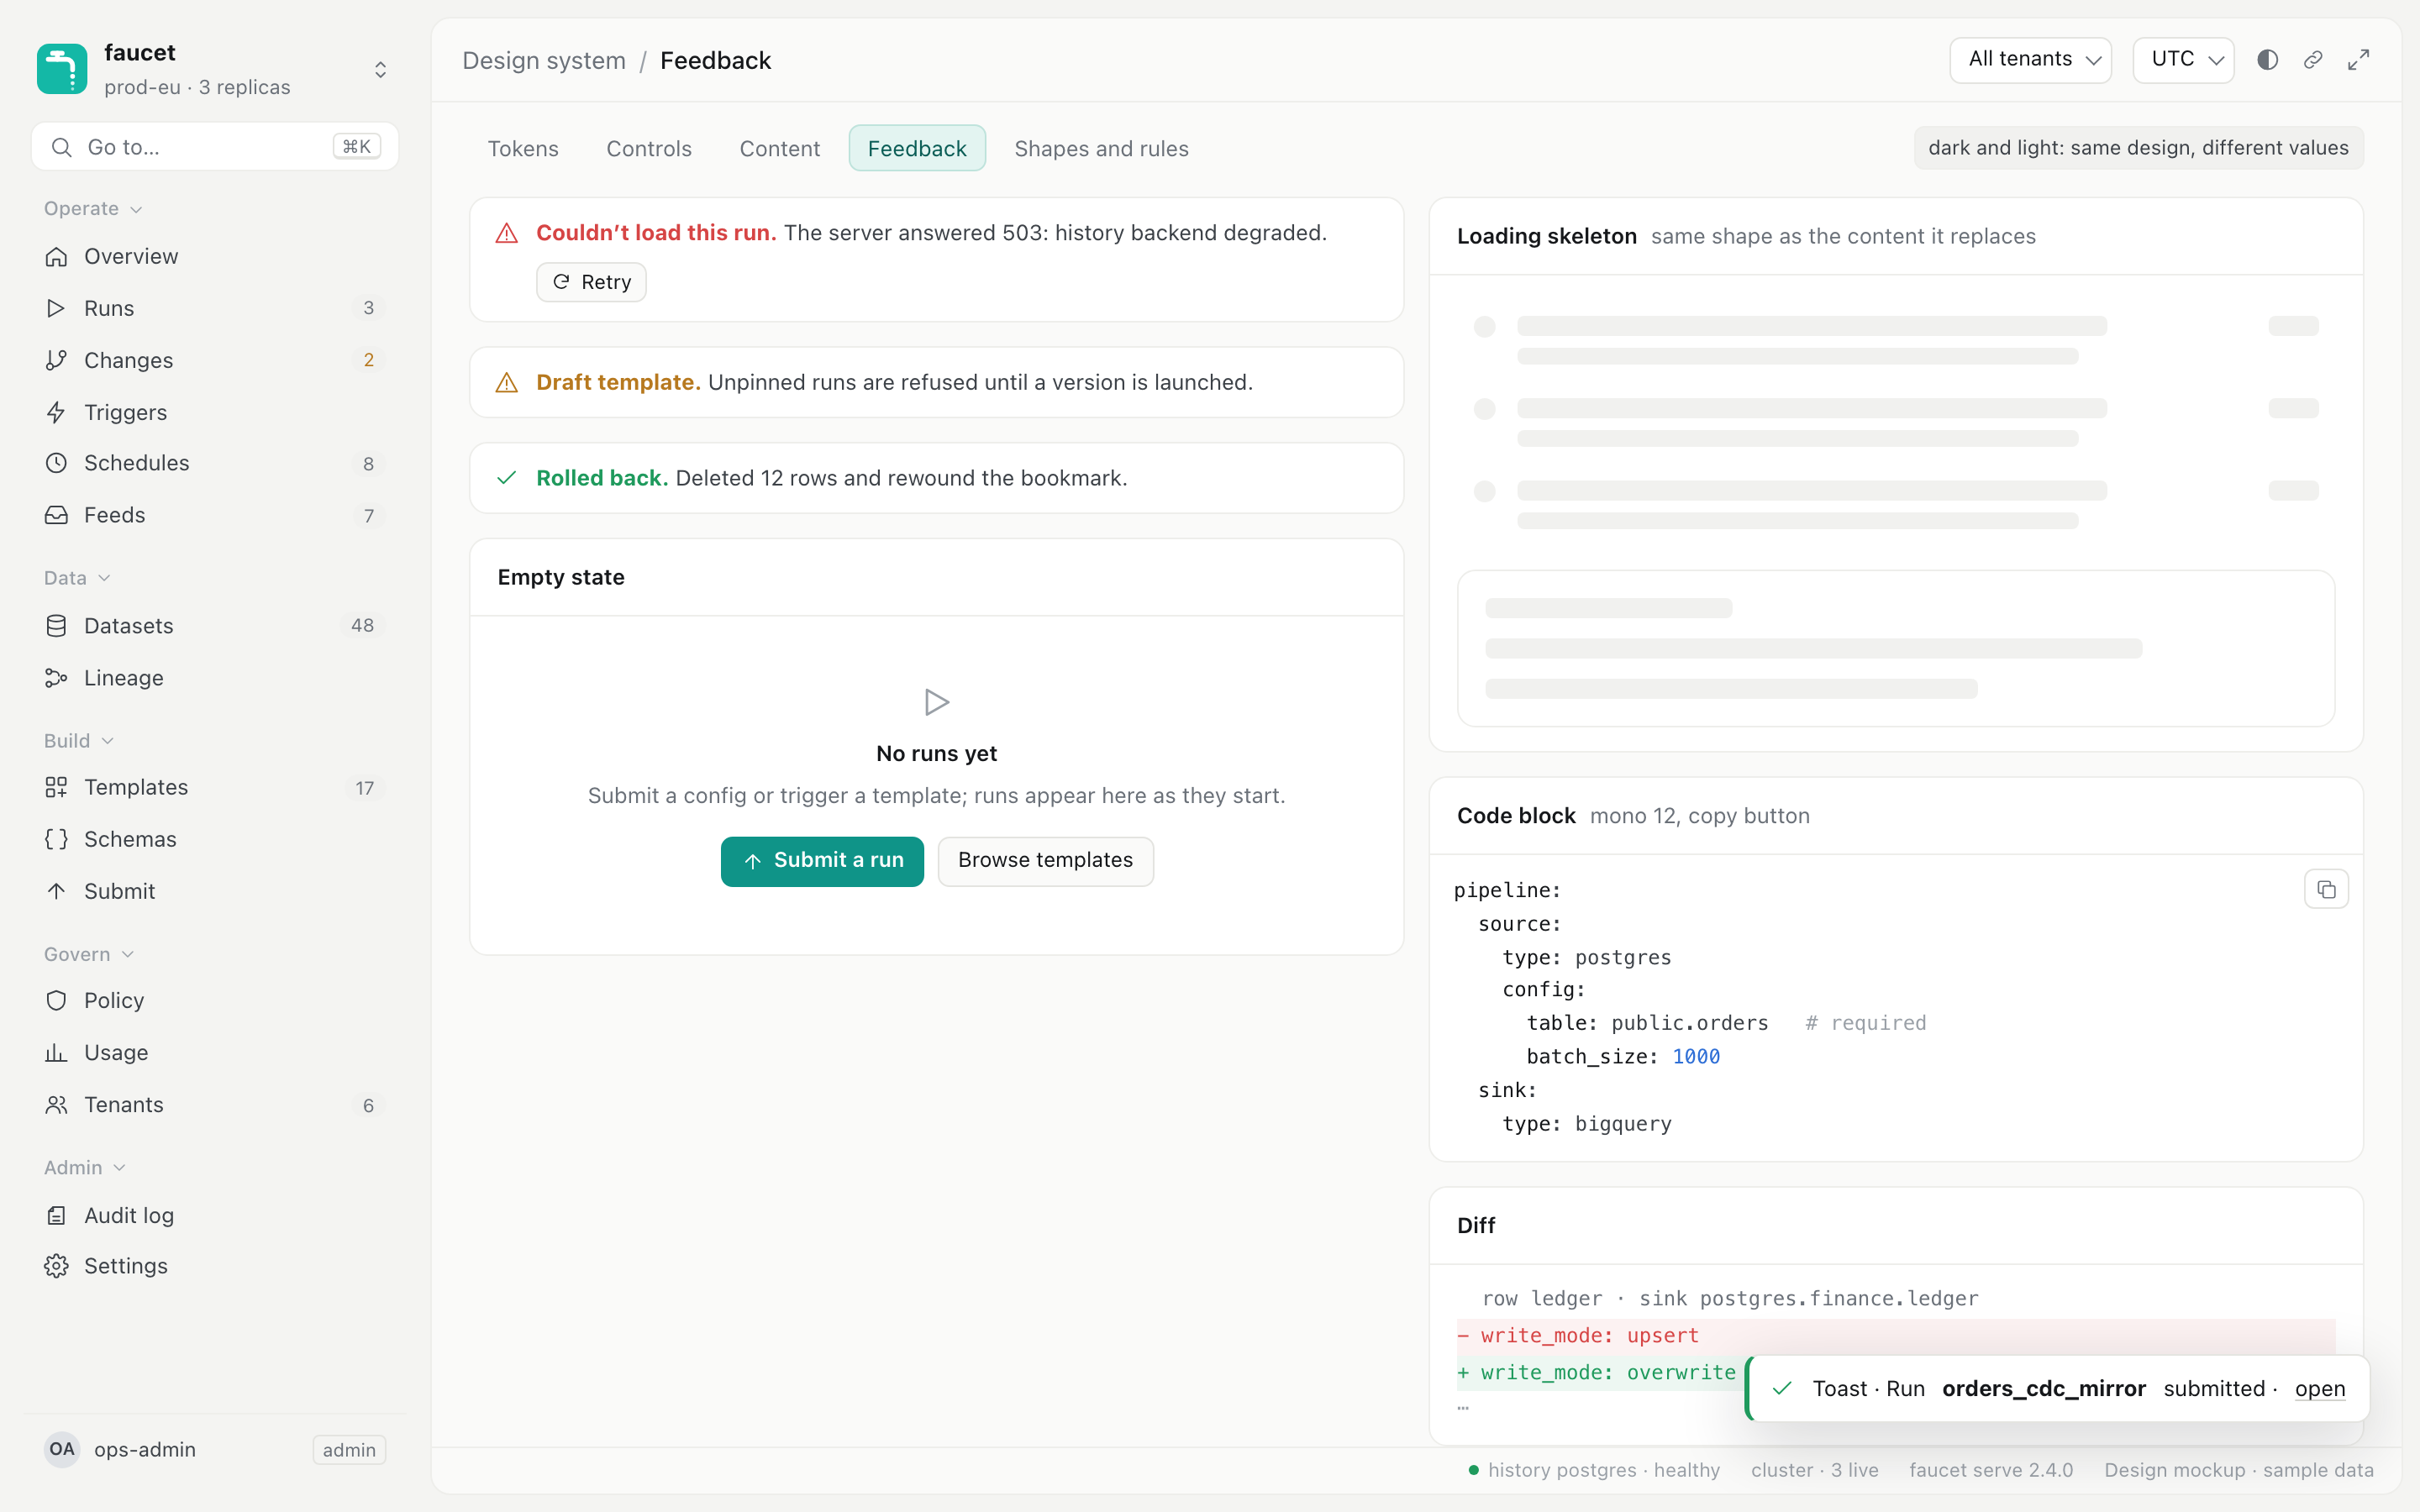 faucet
prod-eu · 3 replicas
Go to...
⌘K
Operate
Overview
Runs 3
Changes 2
Triggers
Schedules 8
Feeds 7
Data
Datasets 48
Lineage
Build
Templates 17
Schemas
Submit
Govern
Policy
Usage
Tenants 6
Admin
Audit log
Settings
OA ops-admin admin
Design system / Feedback
All tenants
UTC
Tokens Controls Content Feedback Shapes and rules
dark and light: same design, different values
Couldn’t load this run. The server answered 503: history backend degraded.
Retry
Draft template. Unpinned runs are refused until a version is launched.
Rolled back. Deleted 12 rows and rewound the bookmark.
Empty state
No runs yet
Submit a config or trigger a template; runs appear here as they start.
Submit a run Browse templates
Loading skeleton same shape as the content it replaces
Code block mono 12, copy button
pipeline:
source:
type: postgres
config:
table: public.orders # required
batch_size: 1000
sink:
type: bigquery
Diff
row ledger · sink postgres.finance.ledger
− write_mode: upsert
+ write_mode: overwrite
…
Toast · Run orders_cdc_mirror submitted · open
history postgres · healthy cluster · 3 live faucet serve 2.4.0 Design mockup · sample data